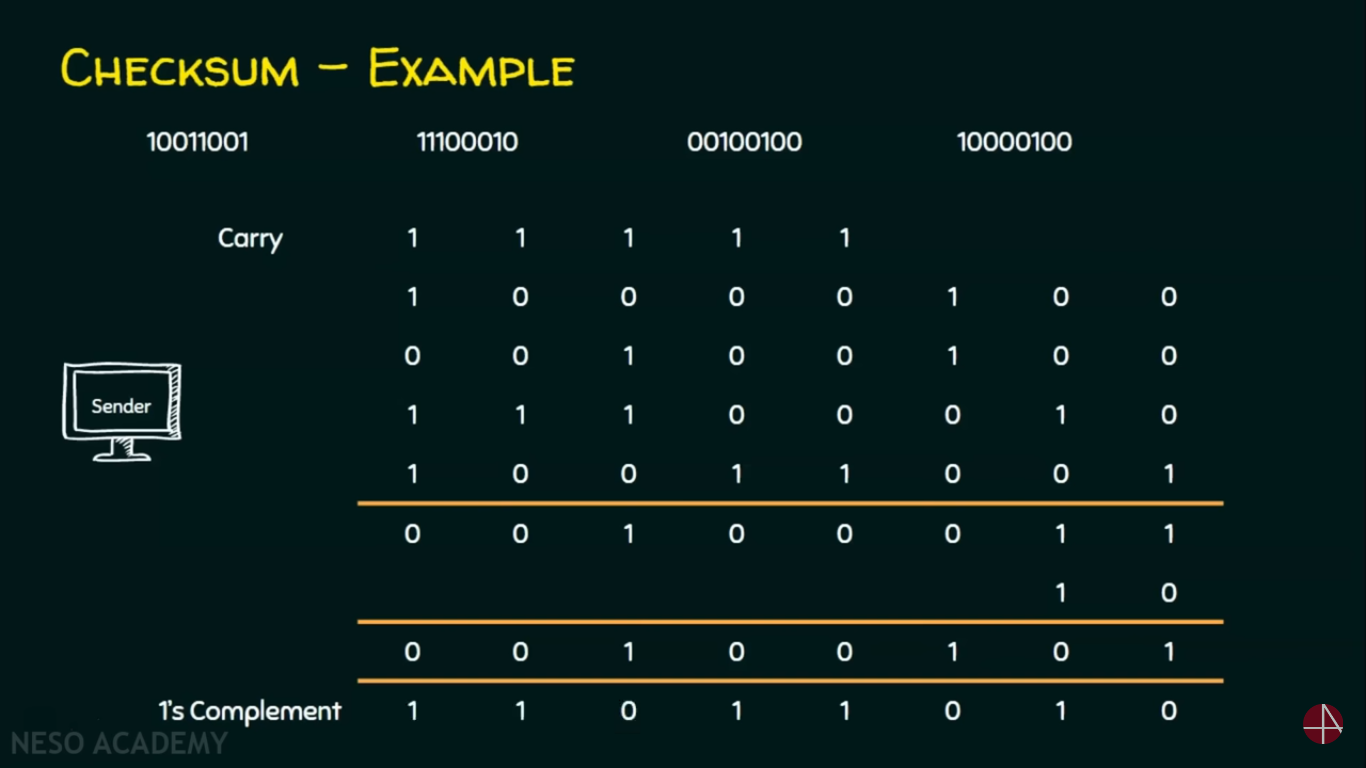 CHECKSUM - EXAMPLE
10011001 11100010 00100100 10000100
Carry 1 1 1 1 1
1 0 0 0 0 1 0 0
0 0 1 0 0 1 0 0
Sender
1 1 1 0 0 0 1 0
1 0 0 1 1 0 0 1
0 0 1 0 0 0 1 1
1 0
0 0 1 0 0 1 0 1
1's Complement 1 1 0 1 1 0 1 0
NESO ACADEMY